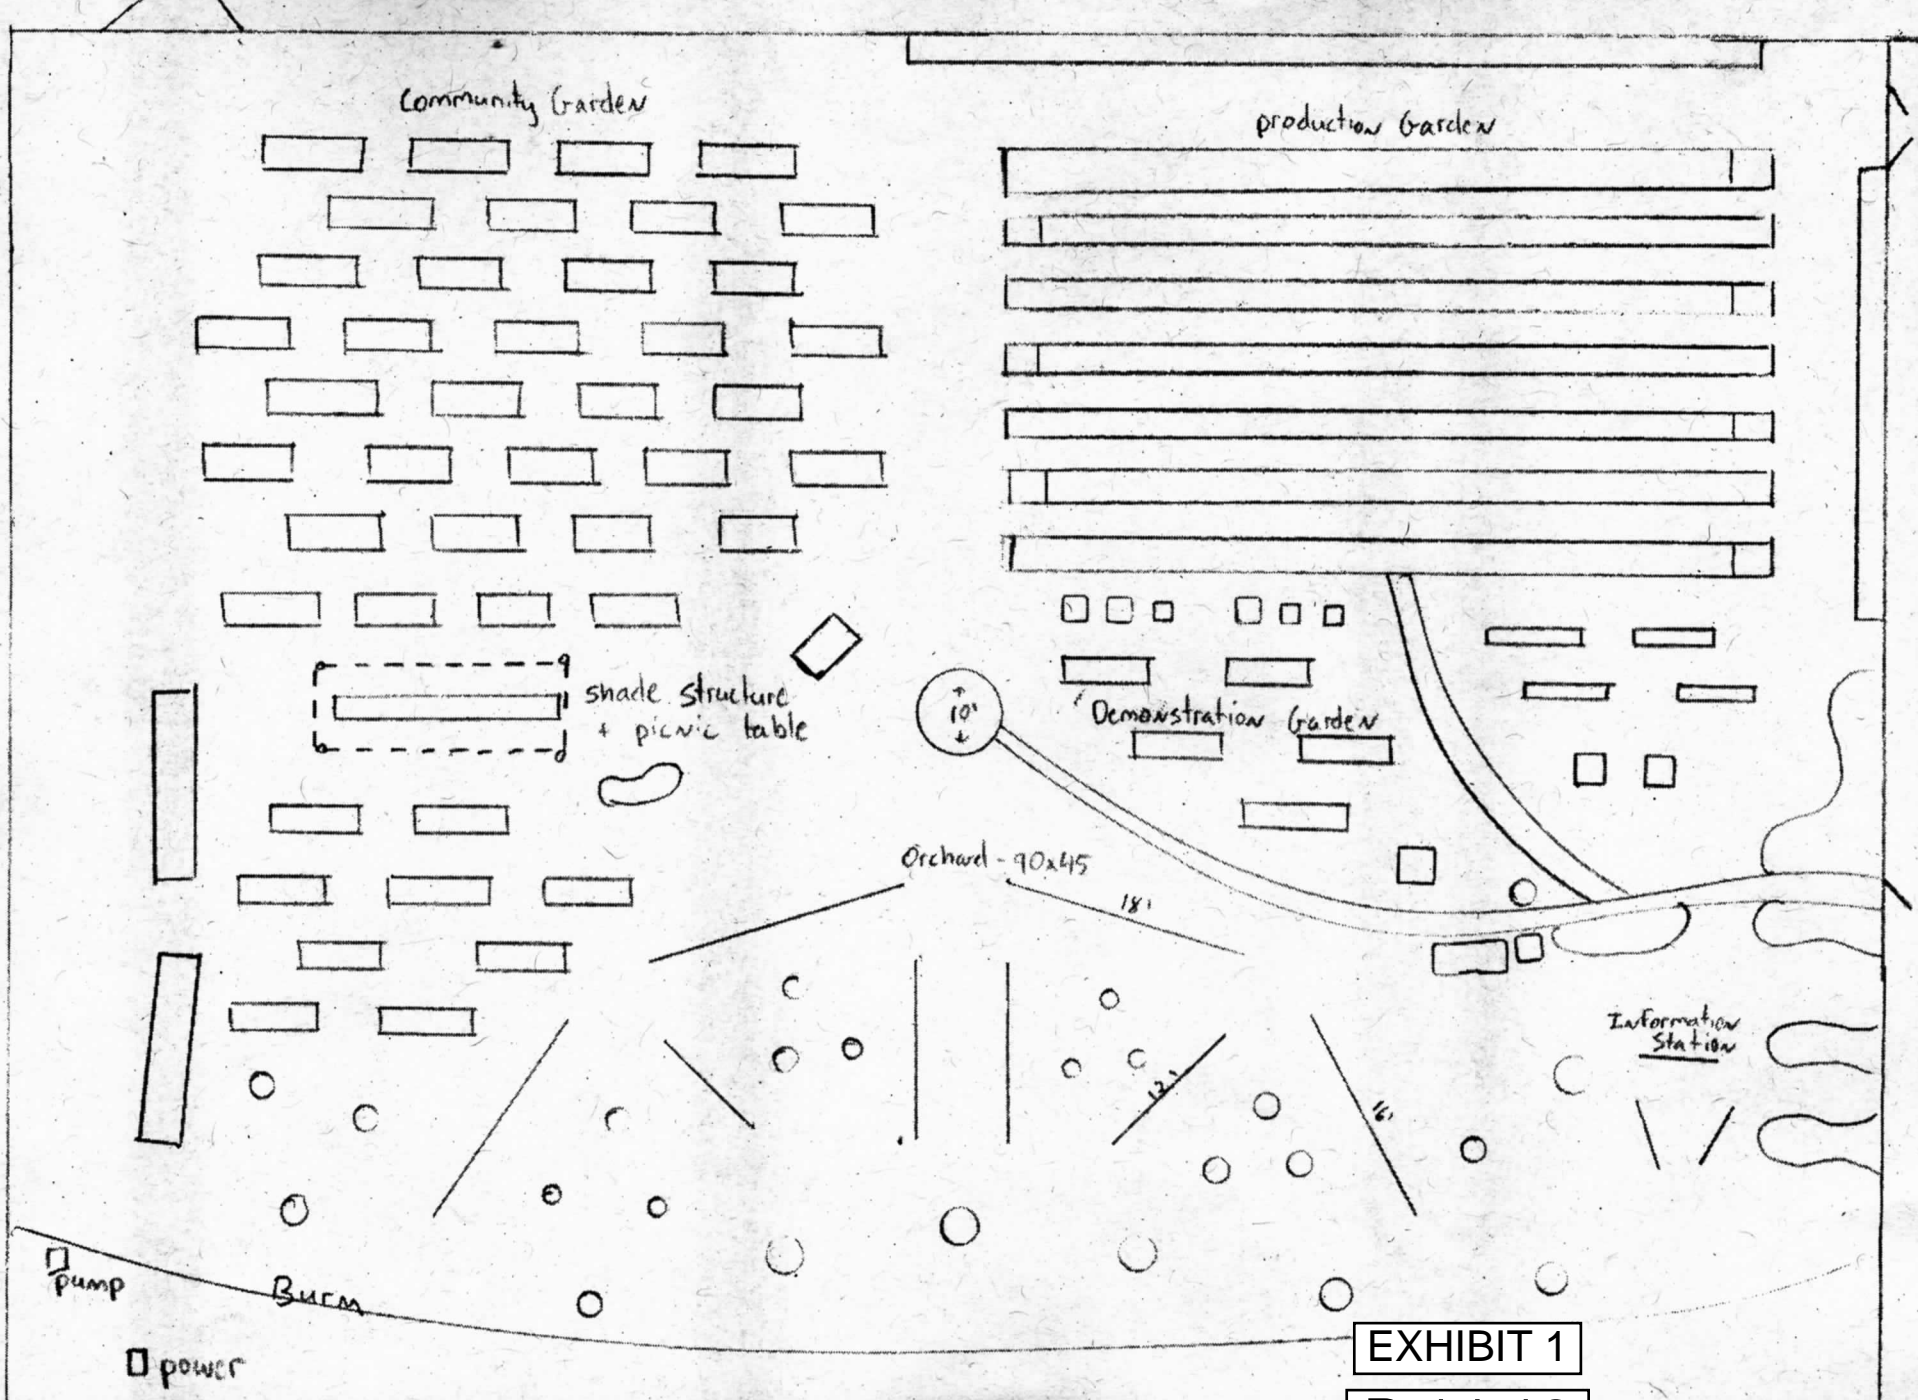 Community Garden
production Garden
shade structure
+ picnic table
10'
Demonstration Garden
Orchard - 90x45
18'
12'
16'
Information
Station
pump
Burm
power
EXHIBIT 1